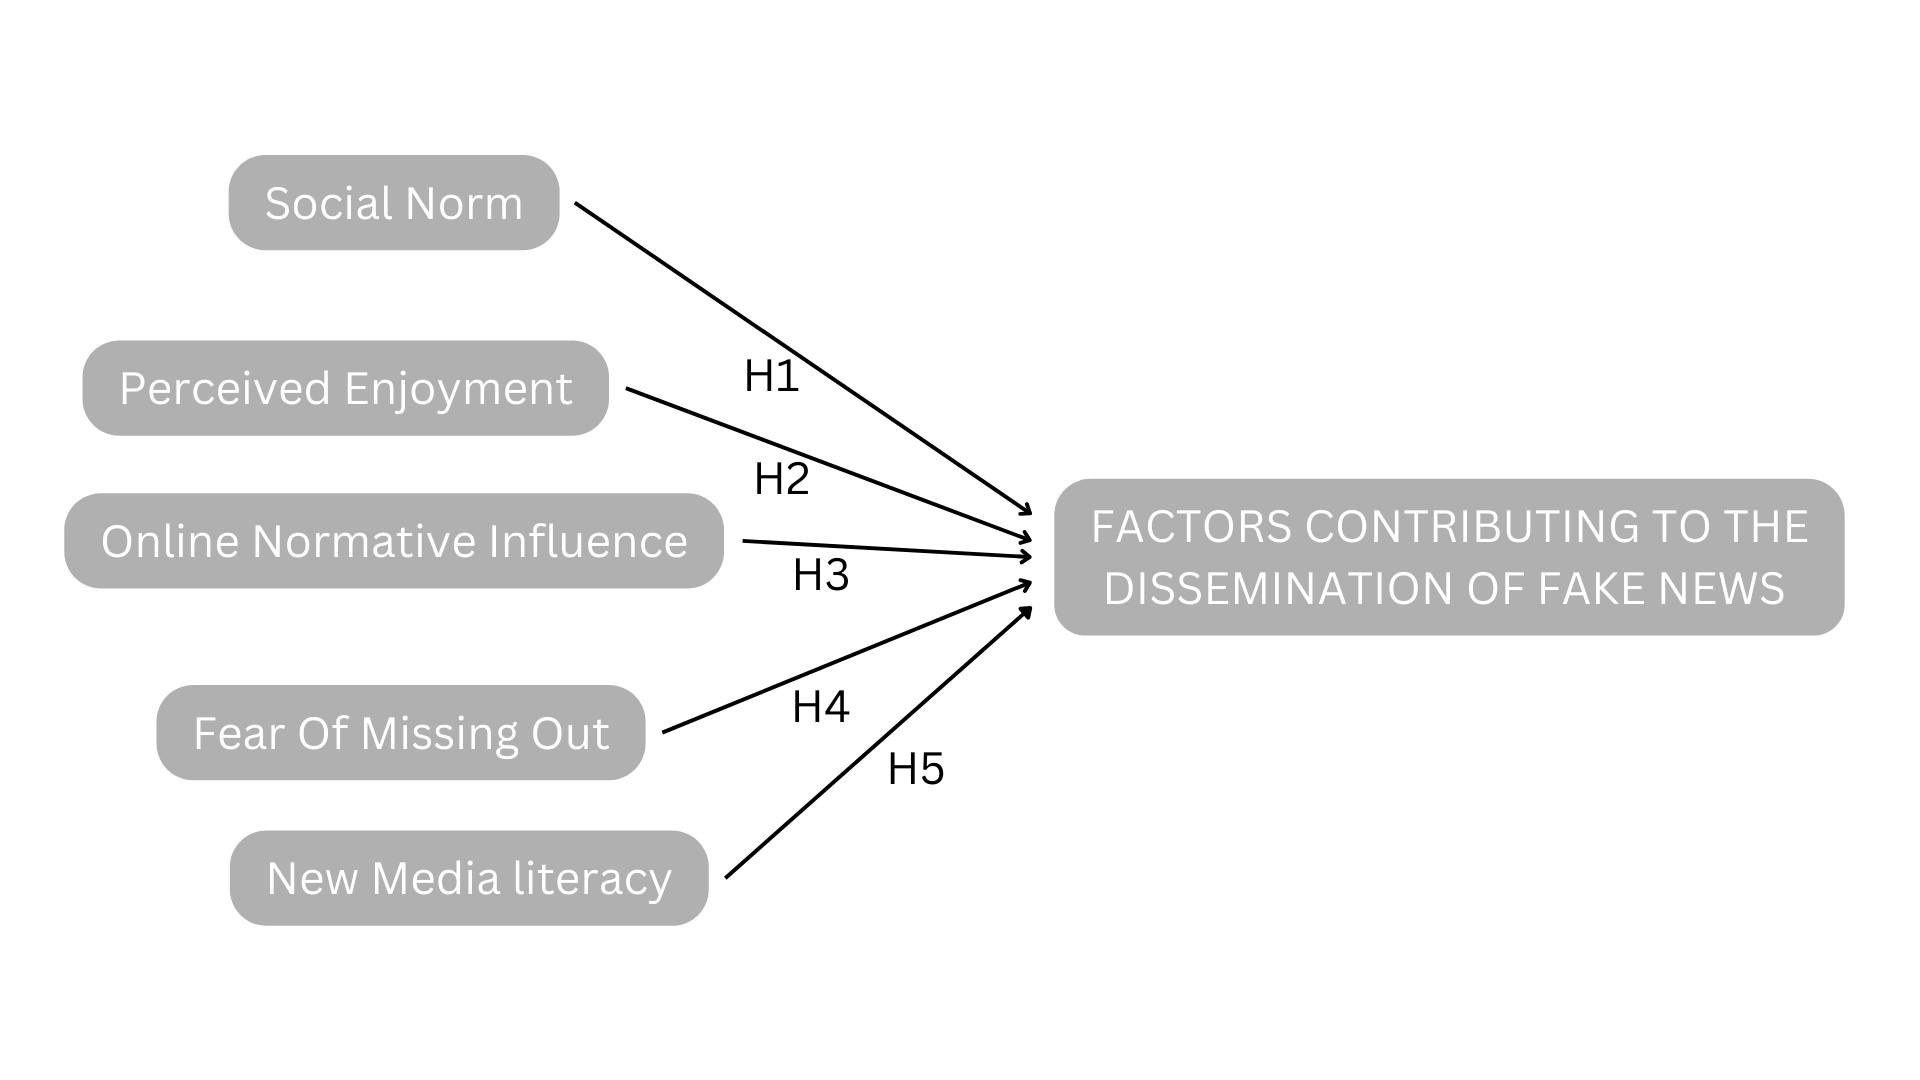 Social Norm
Perceived Enjoyment
Online Normative Influence
Fear Of Missing Out
New Media literacy
H1
H2
H3
H4
H5
FACTORS CONTRIBUTING TO THE
DISSEMINATION OF FAKE NEWS